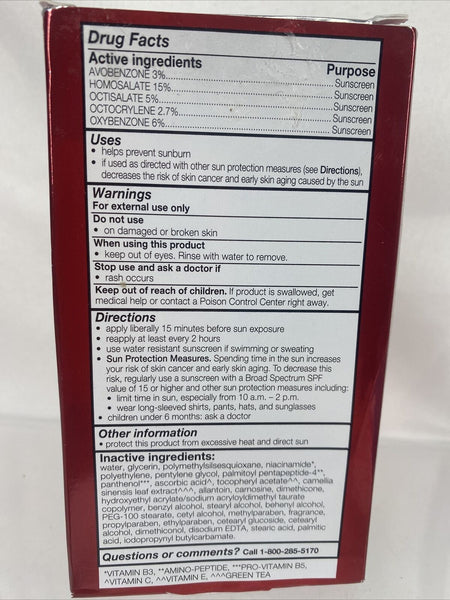 Drug Facts
Active ingredients Purpose
AVOBENZONE 3%.......................................... Sunscreen
HOMOSALATE 15%....................................... Sunscreen
OCTISALATE 5%............................................ Sunscreen
OCTOCRYLENE 2.7%..................................... Sunscreen
OXYBENZONE 6%.......................................... Sunscreen
Uses
• helps prevent sunburn
• if used as directed with other sun protection measures (see Directions),
decreases the risk of skin cancer and early skin aging caused by the sun
Warnings
For external use only
Do not use
• on damaged or broken skin
When using this product
• keep out of eyes. Rinse with water to remove.
Stop use and ask a doctor if
• rash occurs
Keep out of reach of children. If product is swallowed, get
medical help or contact a Poison Control Center right away.
Directions
• apply liberally 15 minutes before sun exposure
• reapply at least every 2 hours
• use water resistant sunscreen if swimming or sweating
• Sun Protection Measures. Spending time in the sun increases
your risk of skin cancer and early skin aging. To decrease this
risk, regularly use a sunscreen with a Broad Spectrum SPF
value of 15 or higher and other sun protection measures including:
• limit time in sun, especially from 10 a.m. – 2 p.m.
• wear long-sleeved shirts, pants, hats, and sunglasses
• children under 6 months: ask a doctor
Other information
• protect this product from excessive heat and direct sun
Inactive ingredients:
water, glycerin, polymethylsilsesquioxane, niacinamide*,
polyethylene, pentylene glycol, palmitoyl pentapeptide-4**,
panthenol***, ascorbic acid^, tocopheryl acetate^^, camellia
sinensis leaf extract^^^, allantoin, carnosine, dimethicone,
hydroxyethyl acrylate/sodium acryloyldimethyl taurate
copolymer, benzyl alcohol, stearyl alcohol, behenyl alcohol,
PEG-100 stearate, cetyl alcohol, methylparaben, fragrance,
propylparaben, ethylparaben, cetearyl glucoside, cetearyl
alcohol, dimethiconol, disodium EDTA, stearic acid, palmitic
acid, iodopropynyl butylcarbamate.
Questions or comments? Call 1-800-285-5170
*VITAMIN B3, **AMINO-PEPTIDE, ***PRO-VITAMIN B5,
^VITAMIN C, ^^VITAMIN E, ^^^GREEN TEA